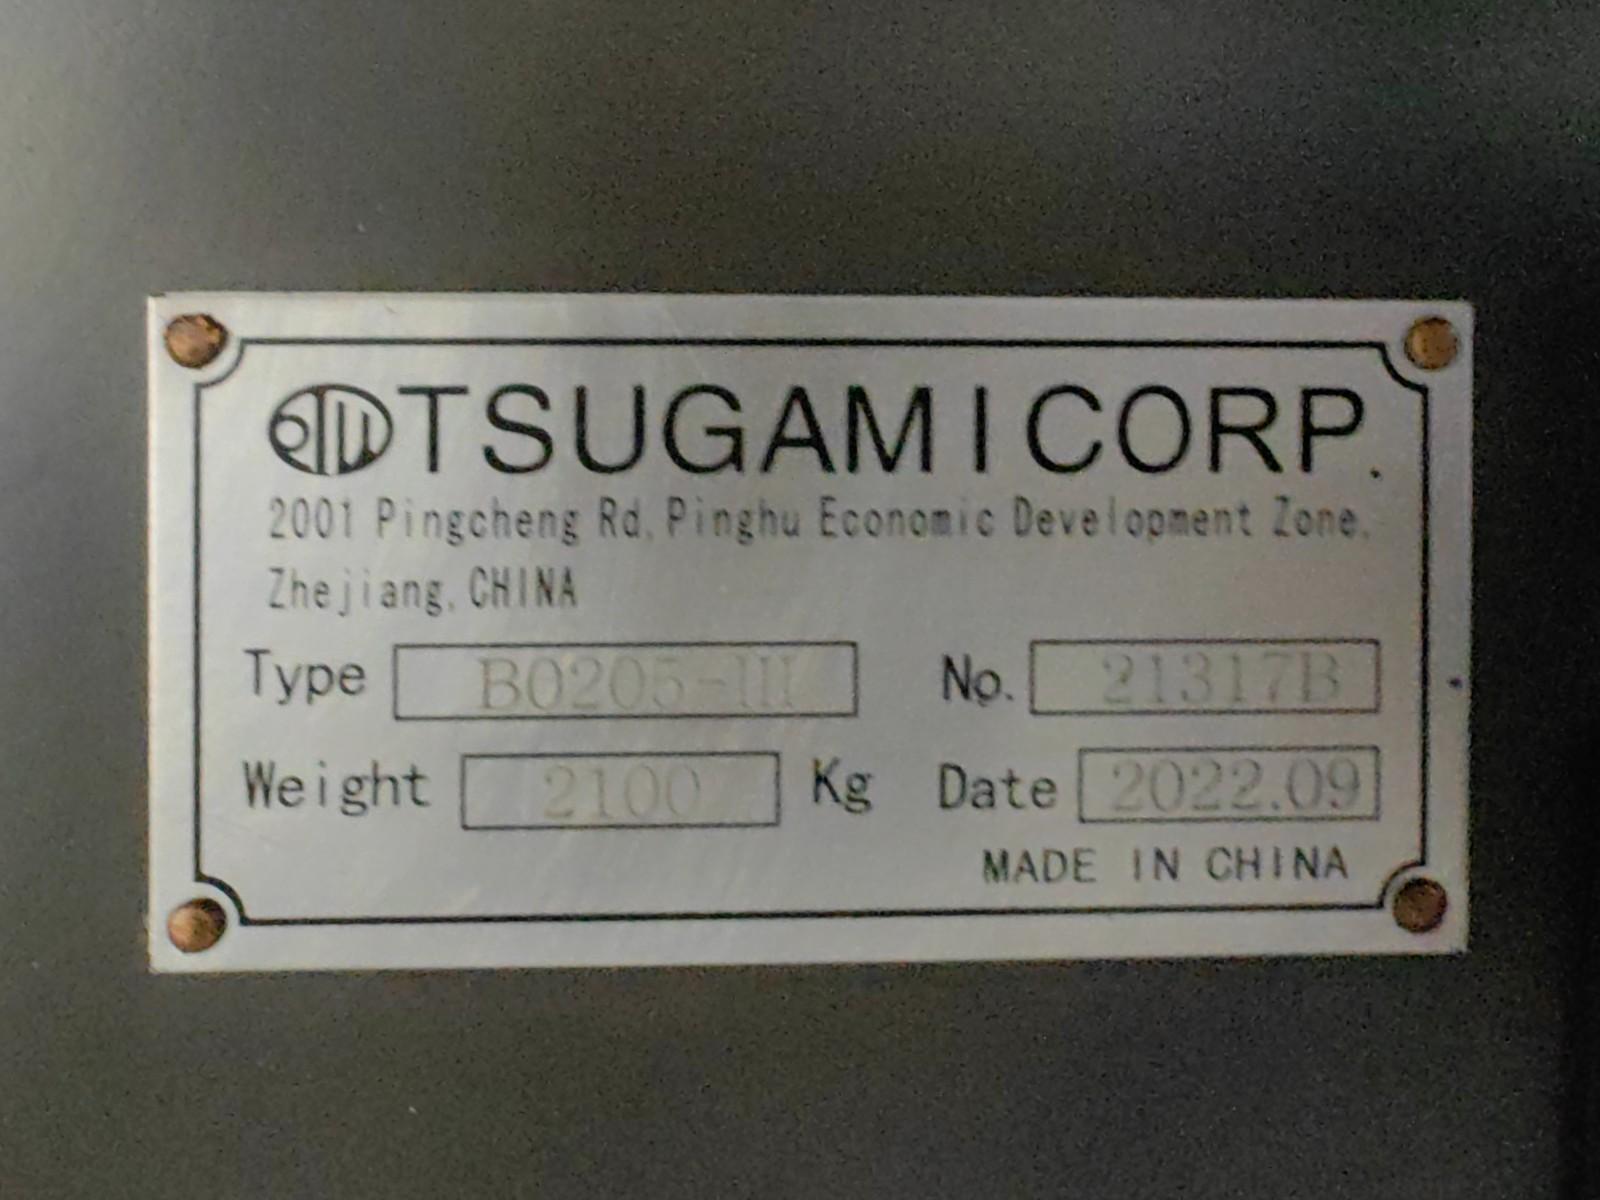 TSUGAMI CORP.
2001 Pingcheng Rd. Pinghu Economic Development Zone,
Zhejiang, CHINA
Type B0205-III No. 21317B
Weight 2100 Kg Date 2022.09
MADE IN CHINA